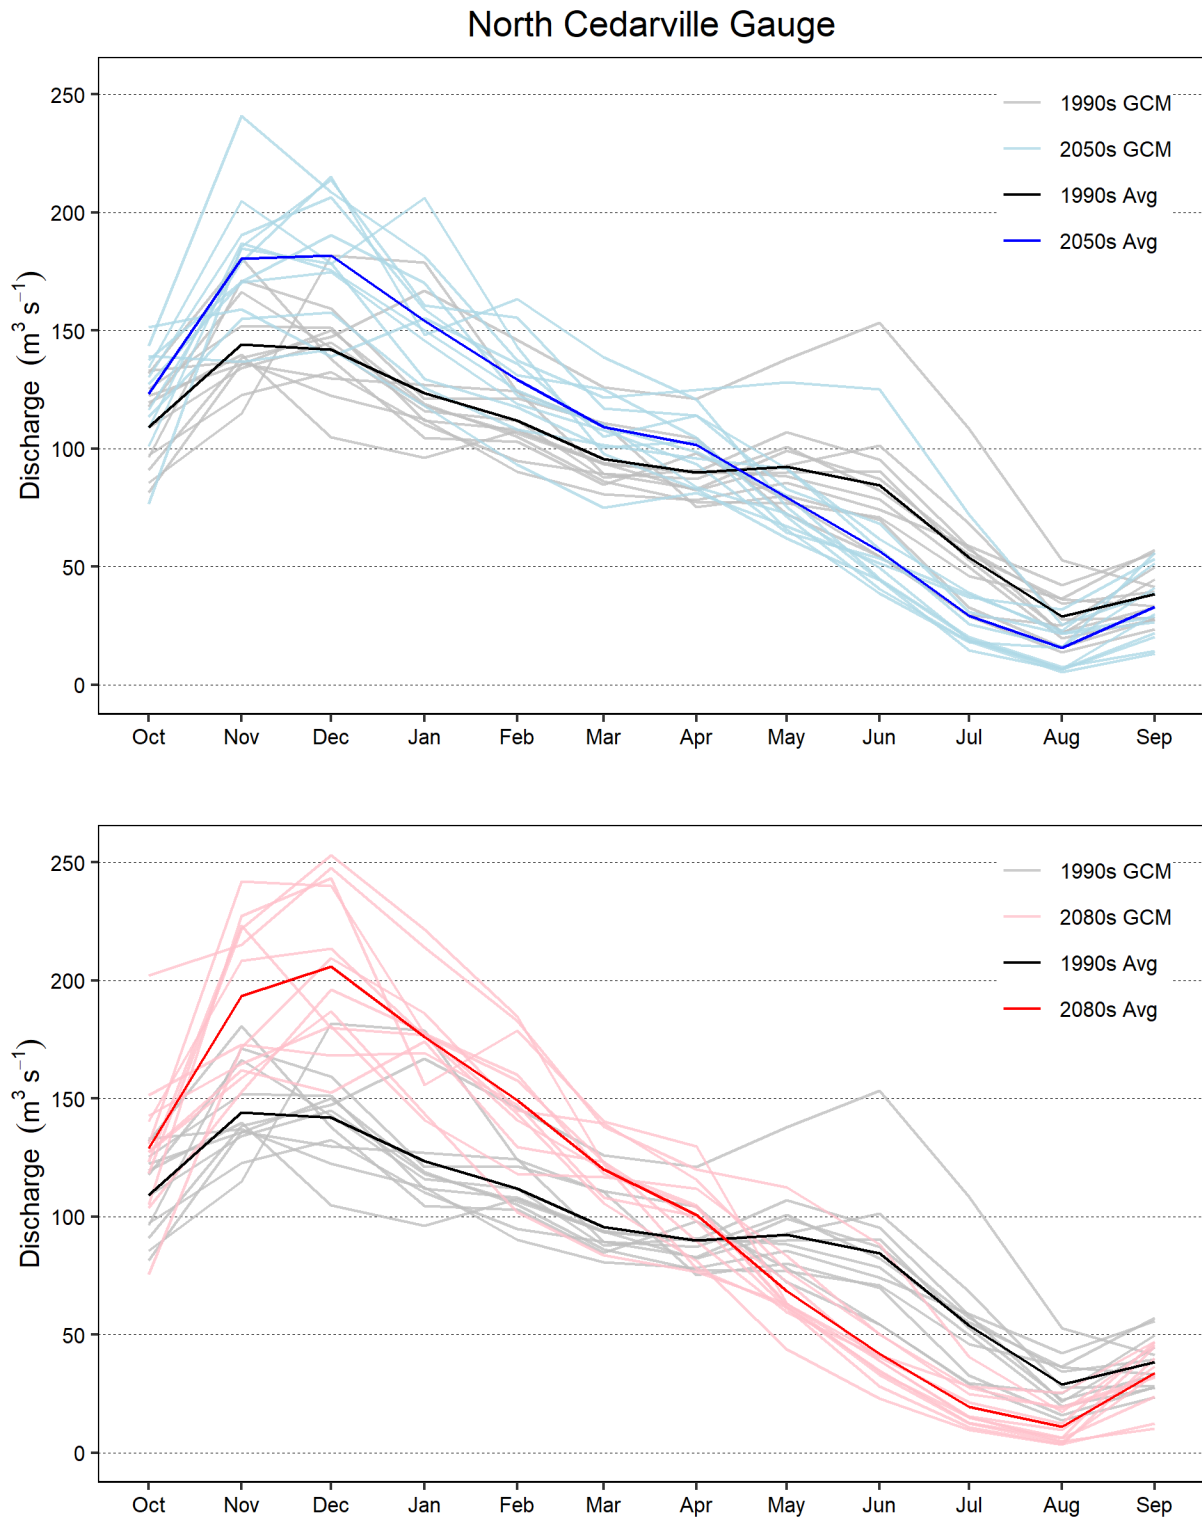 North Cedarville Gauge
250
200
150
100
50
0
Discharge (m³ s⁻¹)
1990s GCM
2050s GCM
1990s Avg
2050s Avg
Oct Nov Dec Jan Feb Mar Apr May Jun Jul Aug Sep
250
200
150
100
50
0
Discharge (m³ s⁻¹)
1990s GCM
2080s GCM
1990s Avg
2080s Avg
Oct Nov Dec Jan Feb Mar Apr May Jun Jul Aug Sep